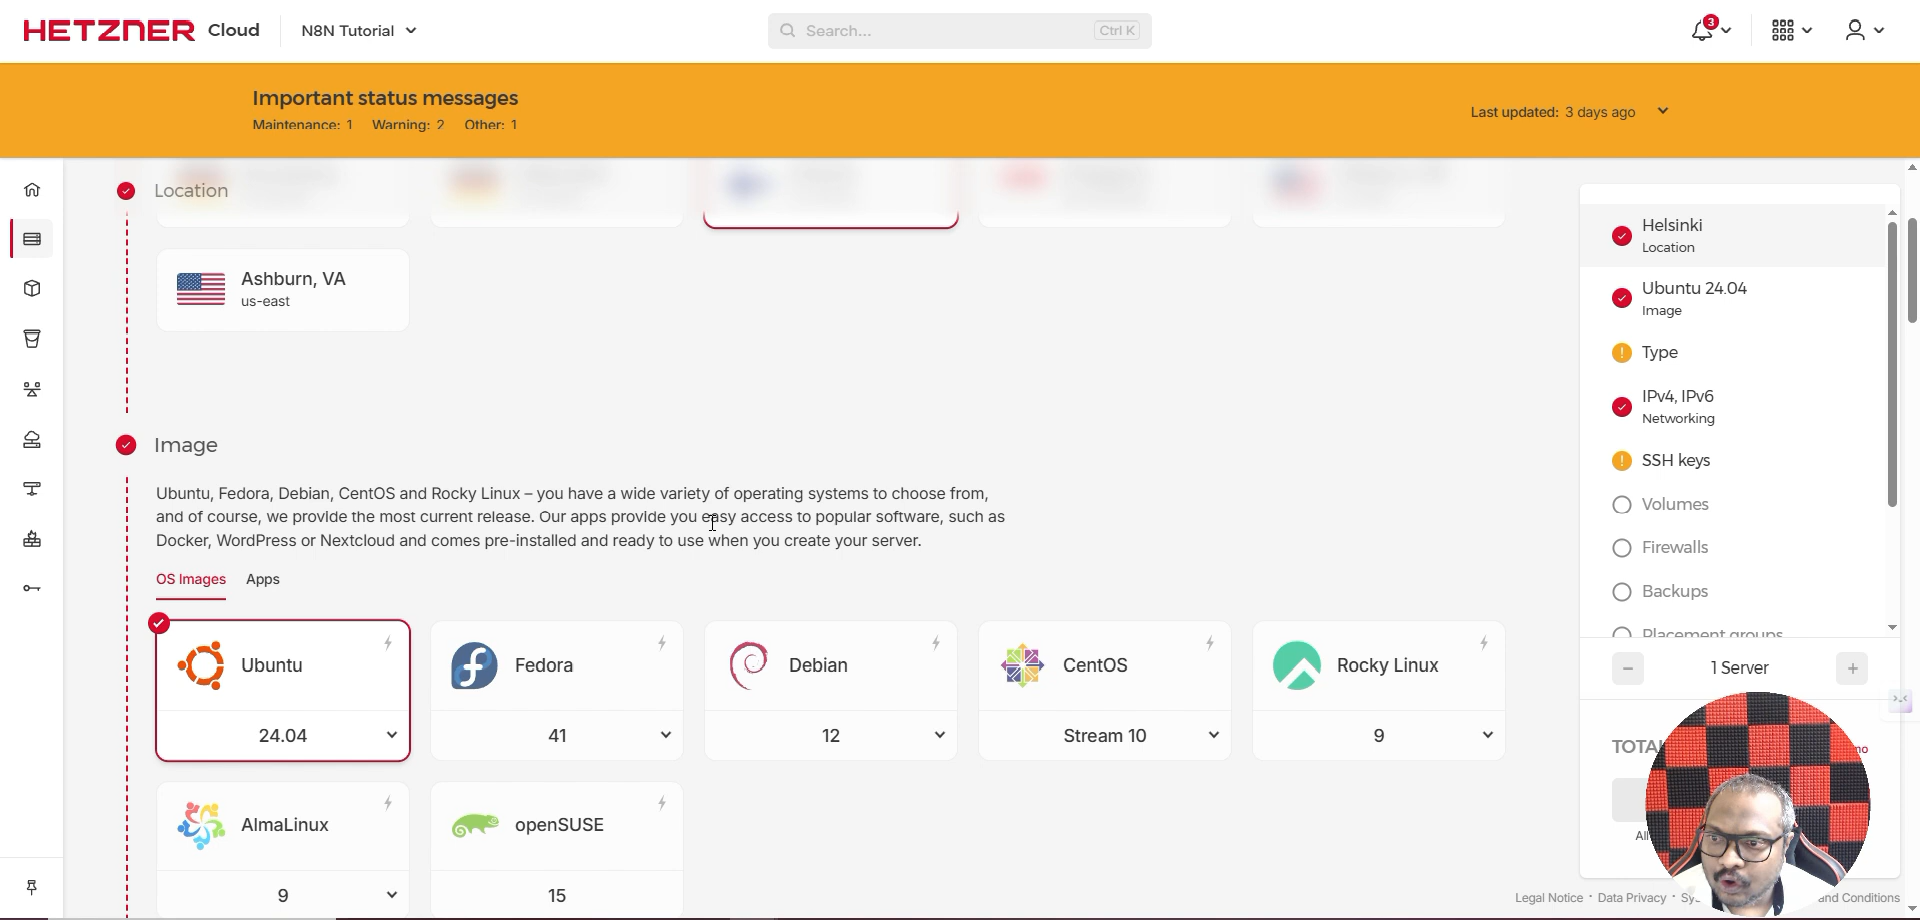 HETZNER Cloud
N8N Tutorial
Search...
Ctrl K
3
Important status messages
Maintenance: 1 Warning: 2 Other: 1
Last updated: 3 days ago
Location
Ashburn, VA
us-east
Image
Ubuntu, Fedora, Debian, CentOS and Rocky Linux – you have a wide variety of operating systems to choose from,
and of course, we provide the most current release. Our apps provide you easy access to popular software, such as
Docker, WordPress or Nextcloud and comes pre-installed and ready to use when you create your server.
OS Images Apps
Ubuntu
24.04
Fedora
41
Debian
12
CentOS
Stream 10
Rocky Linux
9
AlmaLinux
9
openSUSE
15
Helsinki
Location
Ubuntu 24.04
Image
Type
IPv4, IPv6
Networking
SSH keys
Volumes
Firewalls
Backups
Placement groups
1 Server
Legal Notice · Data Privacy ·
and Conditions